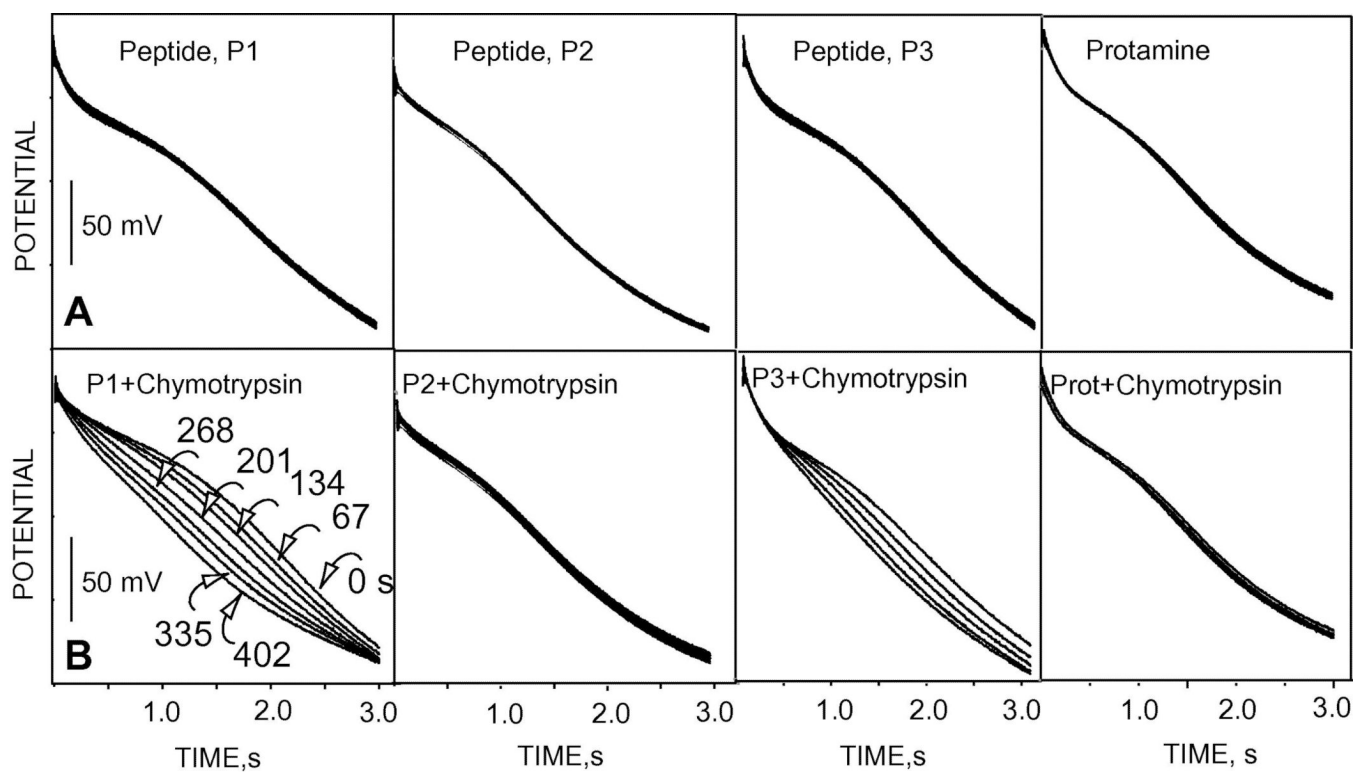 Peptide, P1
Peptide, P2
Peptide, P3
Protamine
POTENTIAL
50 mV
A
P1+Chymotrypsin
P2+Chymotrypsin
P3+Chymotrypsin
Prot+Chymotrypsin
POTENTIAL
268
201
134
67
0 s
50 mV
335
402
B
1.0 2.0 3.0 1.0 2.0 3.0 1.0 2.0 3.0 1.0 2.0 3.0
TIME,s TIME,s TIME,s TIME, s